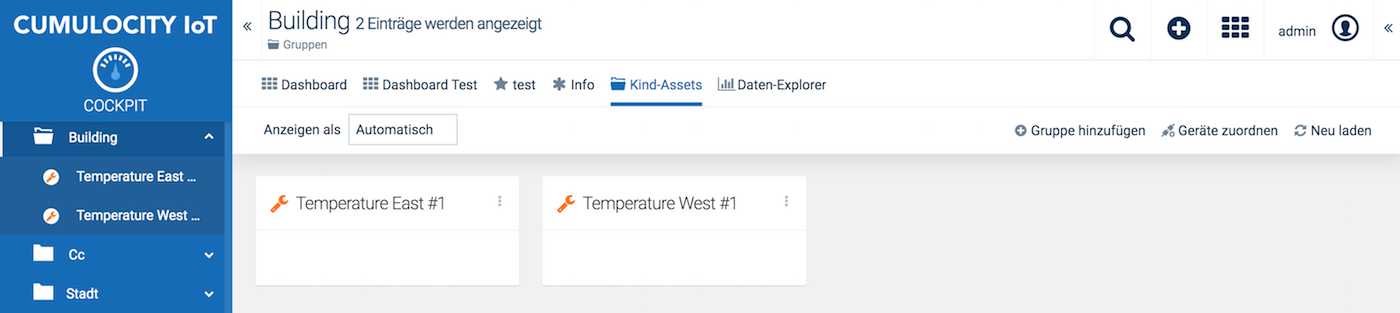 CUMULOCITY IoT
COCKPIT
Building
Temperature East ...
Temperature West ...
Cc
Stadt
Building 2 Einträge werden angezeigt
Gruppen
admin
Dashboard Dashboard Test test Info Kind-Assets Daten-Explorer
Anzeigen als Automatisch Gruppe hinzufügen Geräte zuordnen Neu laden
Temperature East #1
Temperature West #1